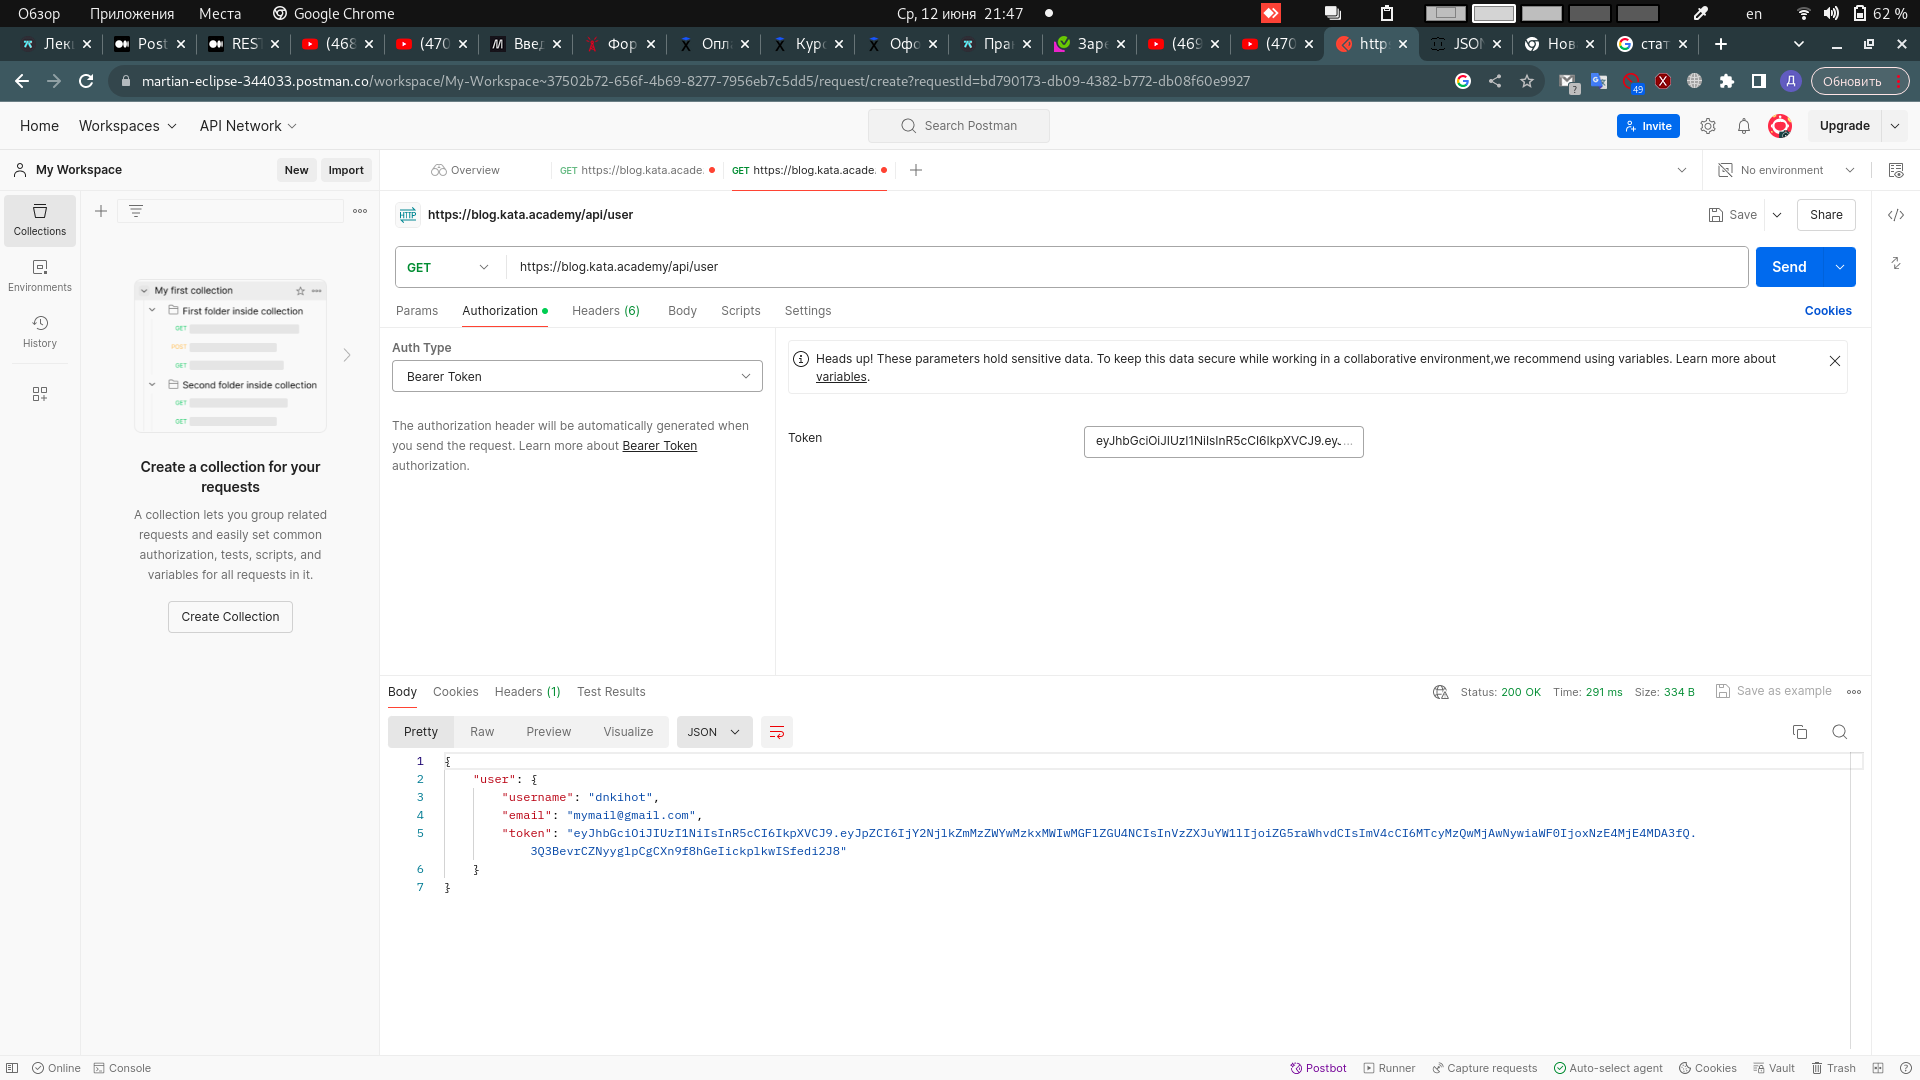 Обзор Приложения Места Google Chrome Ср, 12 июня 21:47 en 62 %
Лекц Post REST (468 (470 Введ Фор Опла Курс Офо Пра Заре (469 (470 http: JSON Нов стат
martian-eclipse-344033.postman.co/workspace/My-Workspace~37502b72-656f-4b69-8277-7956eb7c5dd5/request/create?requestId=bd790173-db09-4382-b772-db08f60e9927 ? 49 Д Обновить
Home Workspaces API Network Search Postman Invite Upgrade
My Workspace New Import Overview GET https://blog.kata.acade. GET https://blog.kata.acade. No environment
Collections
Environments
History
My first collection
First folder inside collection
GET
POST
GET
Second folder inside collection
GET
GET
Create a collection for your
requests
A collection lets you group related
requests and easily set common
authorization, tests, scripts, and
variables for all requests in it.
Create Collection
HTTP https://blog.kata.academy/api/user Save Share
GET https://blog.kata.academy/api/user Send
Params Authorization Headers (6) Body Scripts Settings Cookies
Auth Type
Bearer Token
The authorization header will be automatically generated when
you send the request. Learn more about Bearer Token
authorization.
Heads up! These parameters hold sensitive data. To keep this data secure while working in a collaborative environment,we recommend using variables. Learn more about
variables.
Token eyJhbGciOiJIUzI1NiIsInR5cCI6IkpXVCJ9.ey...
Body Cookies Headers (1) Test Results Status: 200 OK Time: 291 ms Size: 334 B Save as example
Pretty Raw Preview Visualize JSON
1 {
2 "user": {
3 "username": "dnkihot",
4 "email": "mymail@gmail.com",
5 "token": "eyJhbGciOiJIUzI1NiIsInR5cCI6IkpXVCJ9.eyJpZCI6IjY2NjlkZmMzZWYwMzkxMWIwMGFlZGU4NCIsInVzZXJuYW1lIjoiZG5raWhvdCIsImV4cCI6MTcyMzQwMjAwNywiaWF0IjoxNzE4MjE4MDA3fQ.
3Q3BevrCZNyyglpCgCXn9f8hGeIickplkwISfedi2J8"
6 }
7 }
Online Console Postbot Runner Capture requests Auto-select agent Cookies Vault Trash